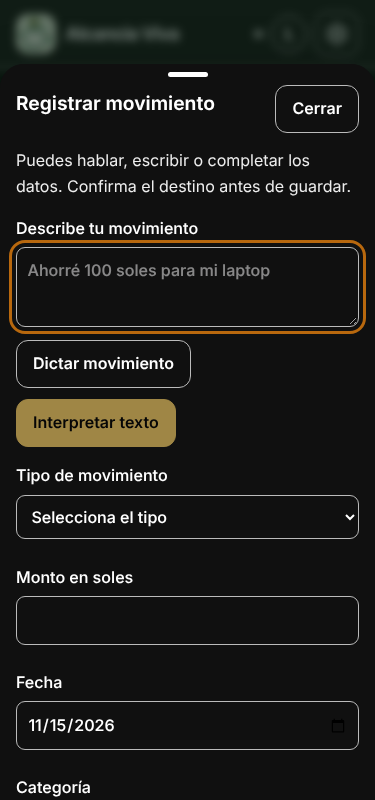 Alcancía Viva
Registrar movimiento
Cerrar
Puedes hablar, escribir o completar los
datos. Confirma el destino antes de guardar.
Describe tu movimiento
Ahorré 100 soles para mi laptop
Dictar movimiento
Interpretar texto
Tipo de movimiento
Selecciona el tipo
Monto en soles
Fecha
11/15/2026
Categoría